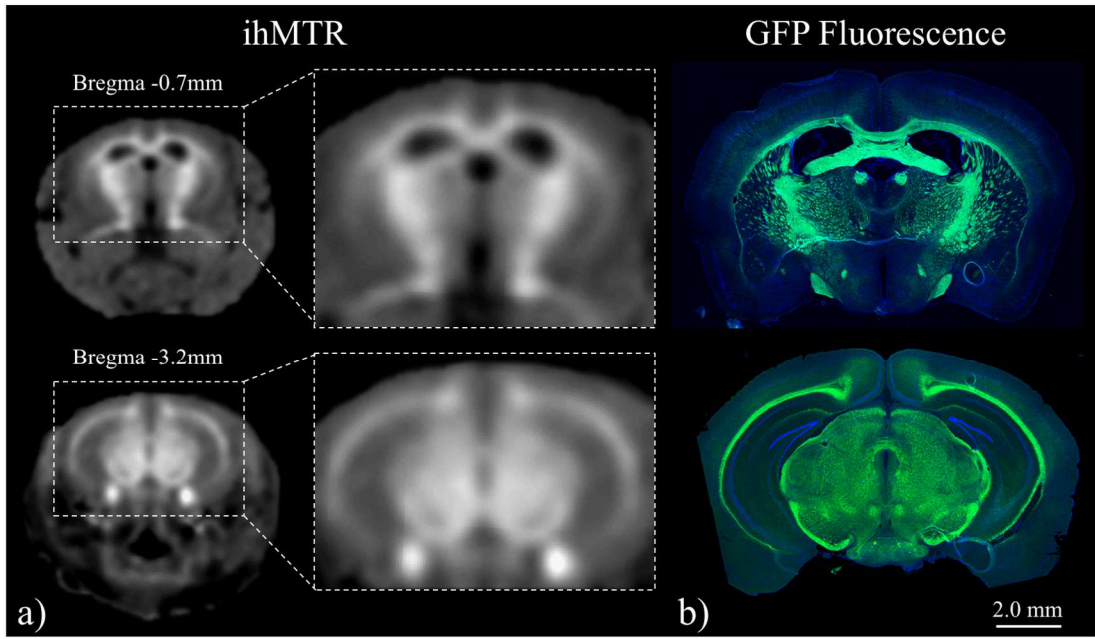 ihMTR
GFP Fluorescence
Bregma -0.7mm
Bregma -3.2mm
a)
b)
2.0 mm